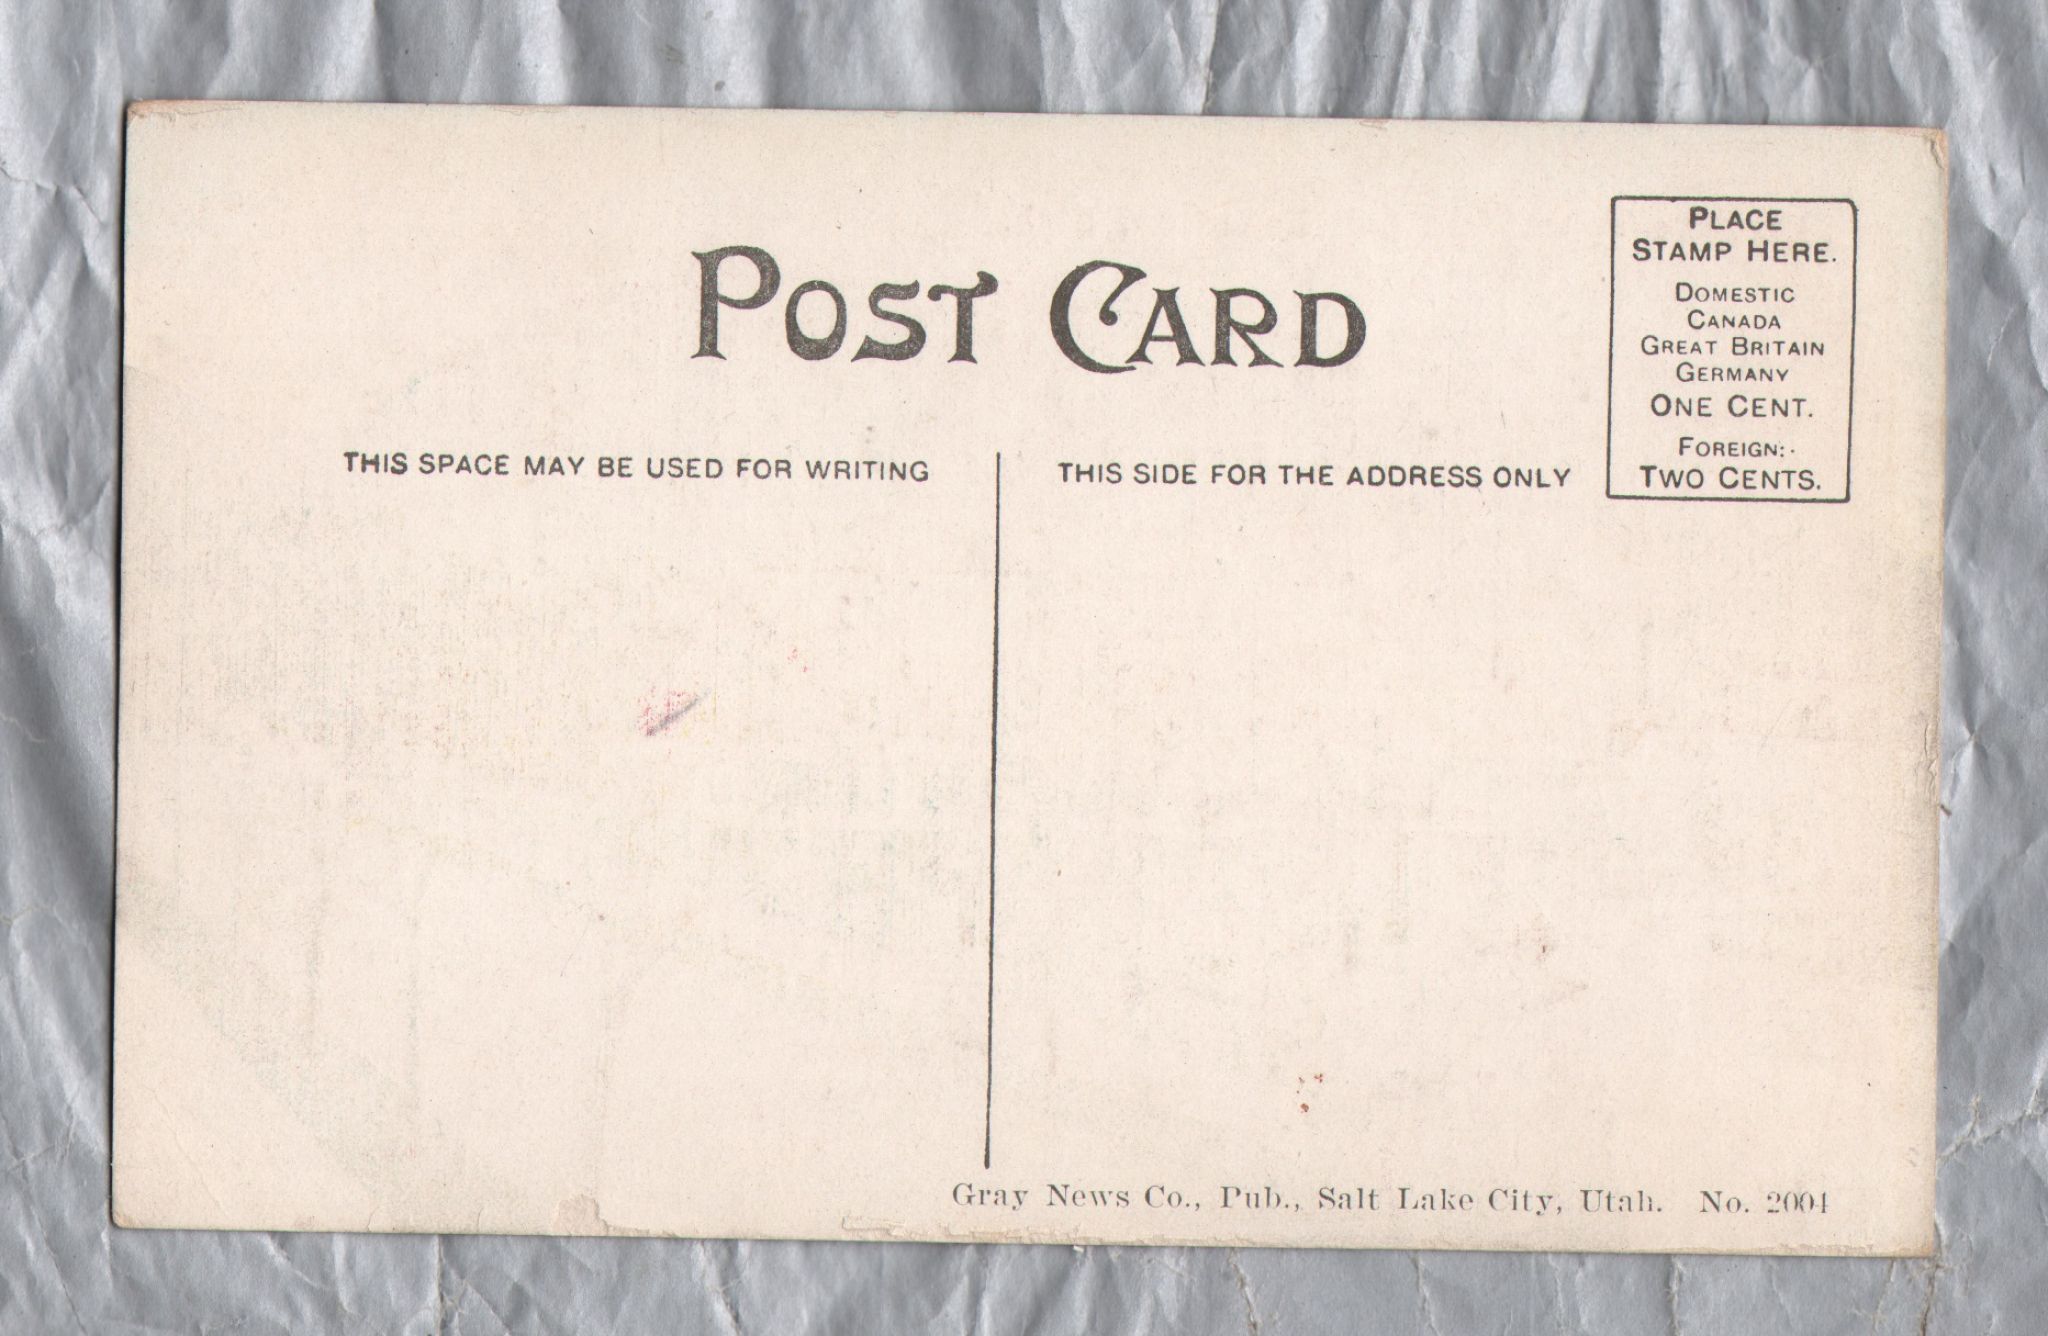 POST CARD
PLACE
STAMP HERE.
DOMESTIC
CANADA
GREAT BRITAIN
GERMANY
ONE CENT.
FOREIGN:
TWO CENTS.
THIS SPACE MAY BE USED FOR WRITING
THIS SIDE FOR THE ADDRESS ONLY
Gray News Co., Pub., Salt Lake City, Utah. No. 2004